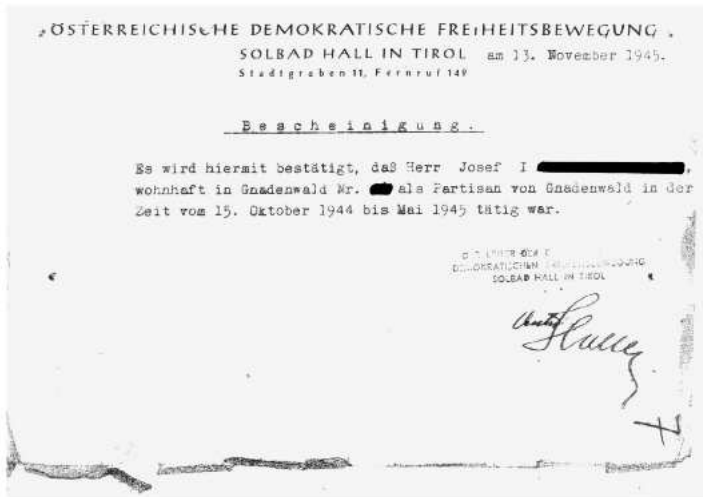 „ÖSTERREICHISCHE DEMOKRATISCHE FREIHEITSBEWEGUNG„
SOLBAD HALL IN TIROL am 13. November 1945.
Stadtgraben 11, Fernruf 149
Bescheinigung.
Es wird hiermit bestätigt, daß Herr Josef I
wohnhaft in Gnadenwald Nr. als Partisan von Gnadenwald in der
Zeit vom 15. Oktober 1944 bis Mai 1945 tätig war.
DEMOKRATISCHEN
SOLBAD HALL IN TIROL